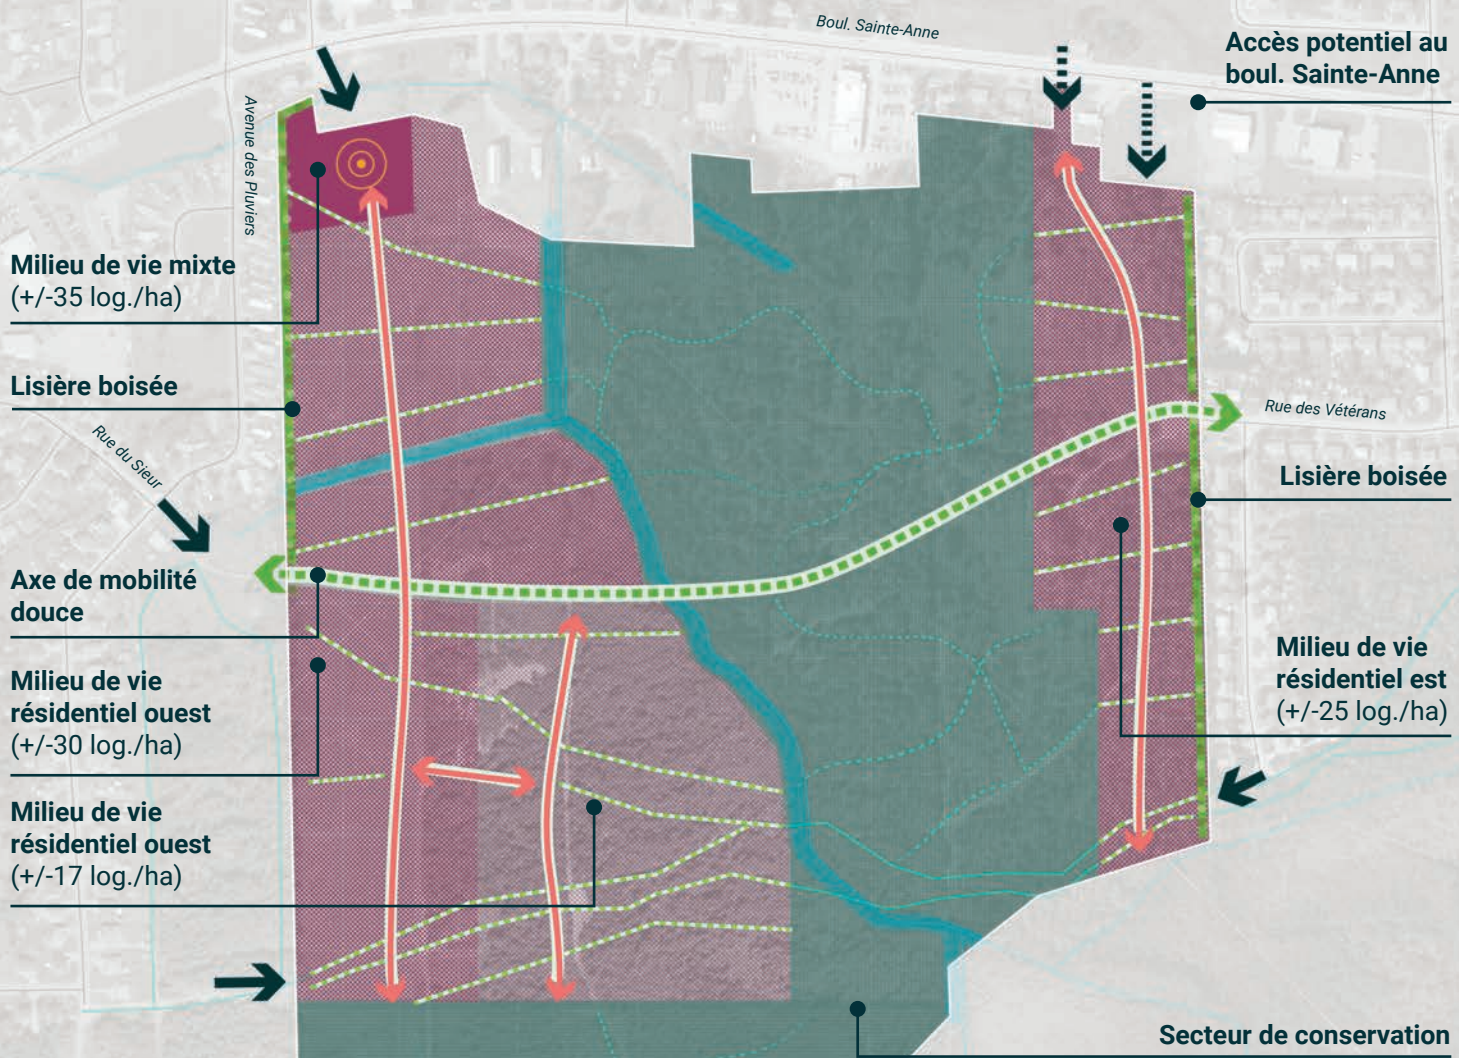 Boul. Sainte-Anne
Accès potentiel au
boul. Sainte-Anne
Avenue des Pluviers
Milieu de vie mixte
(+/-35 log./ha)
Lisière boisée
Rue du Sieur
Rue des Vétérans
Lisière boisée
Axe de mobilité
douce
Milieu de vie
résidentiel ouest
(+/-30 log./ha)
Milieu de vie
résidentiel est
(+/-25 log./ha)
Milieu de vie
résidentiel ouest
(+/-17 log./ha)
Secteur de conservation